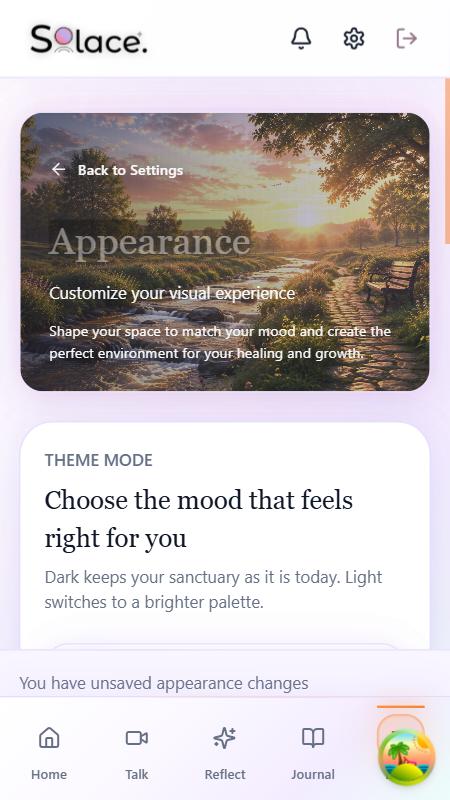 Solace.
Back to Settings
Appearance
Customize your visual experience
Shape your space to match your mood and create the
perfect environment for your healing and growth.
THEME MODE
Choose the mood that feels
right for you
Dark keeps your sanctuary as it is today. Light
switches to a brighter palette.
You have unsaved appearance changes
Home
Talk
Reflect
Journal